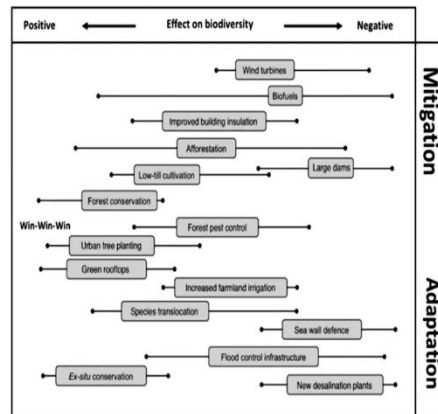 Positive Effect on biodiversity Negative
Wind turbines
Biofuels
Improved building insulation
Afforestation
Large dams
Low-till cultivation
Forest conservation
Win-Win-Win
Forest pest control
Urban tree planting
Green rooftops
Increased farmland irrigation
Species translocation
Sea wall defence
Flood control infrastructure
Ex-situ conservation
New desalination plants
Mitigation
Adaptation